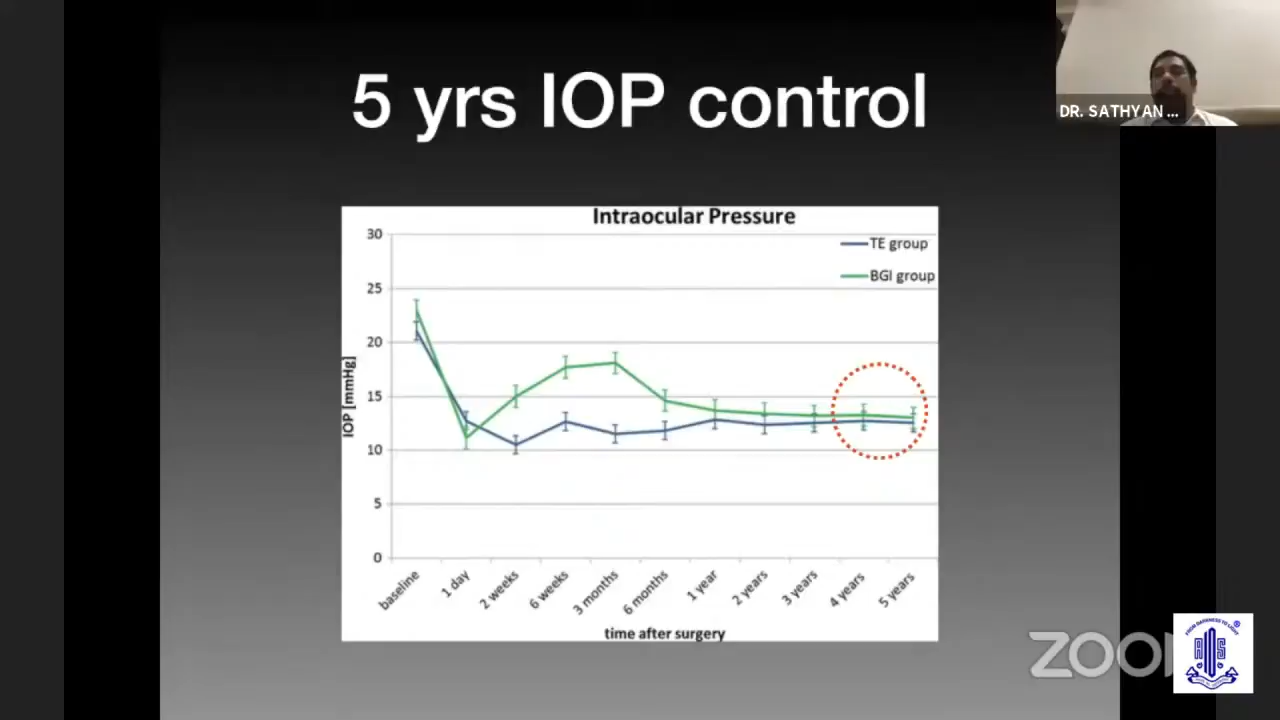 5 yrs IOP control
DR. SATHYAN ...
Intraocular Pressure
TE group
BGI group
30
25
20
15
10
5
0
IOP [mmHg]
baseline
1 day
2 weeks
6 weeks
3 months
6 months
1 year
2 years
3 years
4 years
5 years
time after surgery
ZOO